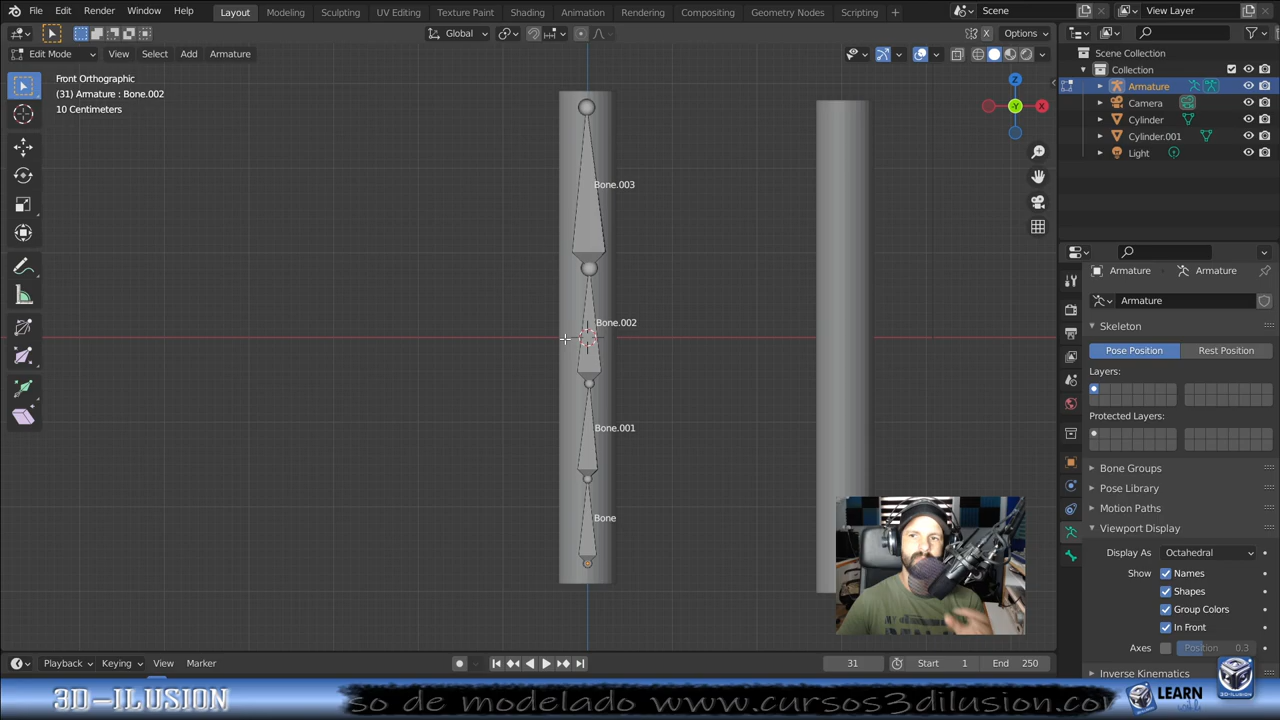 File Edit Render Window Help
Layout Modeling Sculpting UV Editing Texture Paint Shading Animation Rendering Compositing Geometry Nodes Scripting +
Scene
View Layer
Global
Options
Edit Mode View Select Add Armature
Front Orthographic
(31) Armature : Bone.002
10 Centimeters
Bone.003
Bone.002
Bone.001
Bone
Z
Y
X
Scene Collection
Collection
Armature
Camera
Cylinder
Cylinder.001
Light
Armature Armature
Armature
Skeleton
Pose Position Rest Position
Layers:
Protected Layers:
Bone Groups
Pose Library
Motion Paths
Viewport Display
Display As Octahedral
Show Names
Shapes
Group Colors
In Front
Axes Position 0.3
Inverse Kinematics
Playback Keying View Marker
31 Start 1 End 250
3D-ILUSION
so de modelado www.cursos3dilusion.com
LEARN
3D-ILUSION